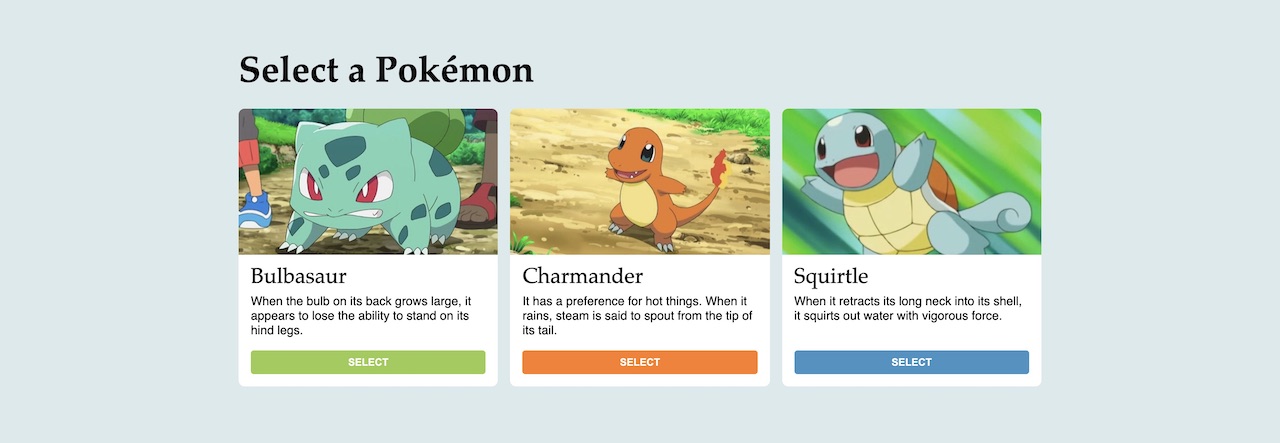 Select a Pokémon
Bulbasaur
When the bulb on its back grows large, it
appears to lose the ability to stand on its
hind legs.
SELECT
Charmander
It has a preference for hot things. When it
rains, steam is said to spout from the tip of
its tail.
SELECT
Squirtle
When it retracts its long neck into its shell,
it squirts out water with vigorous force.
SELECT